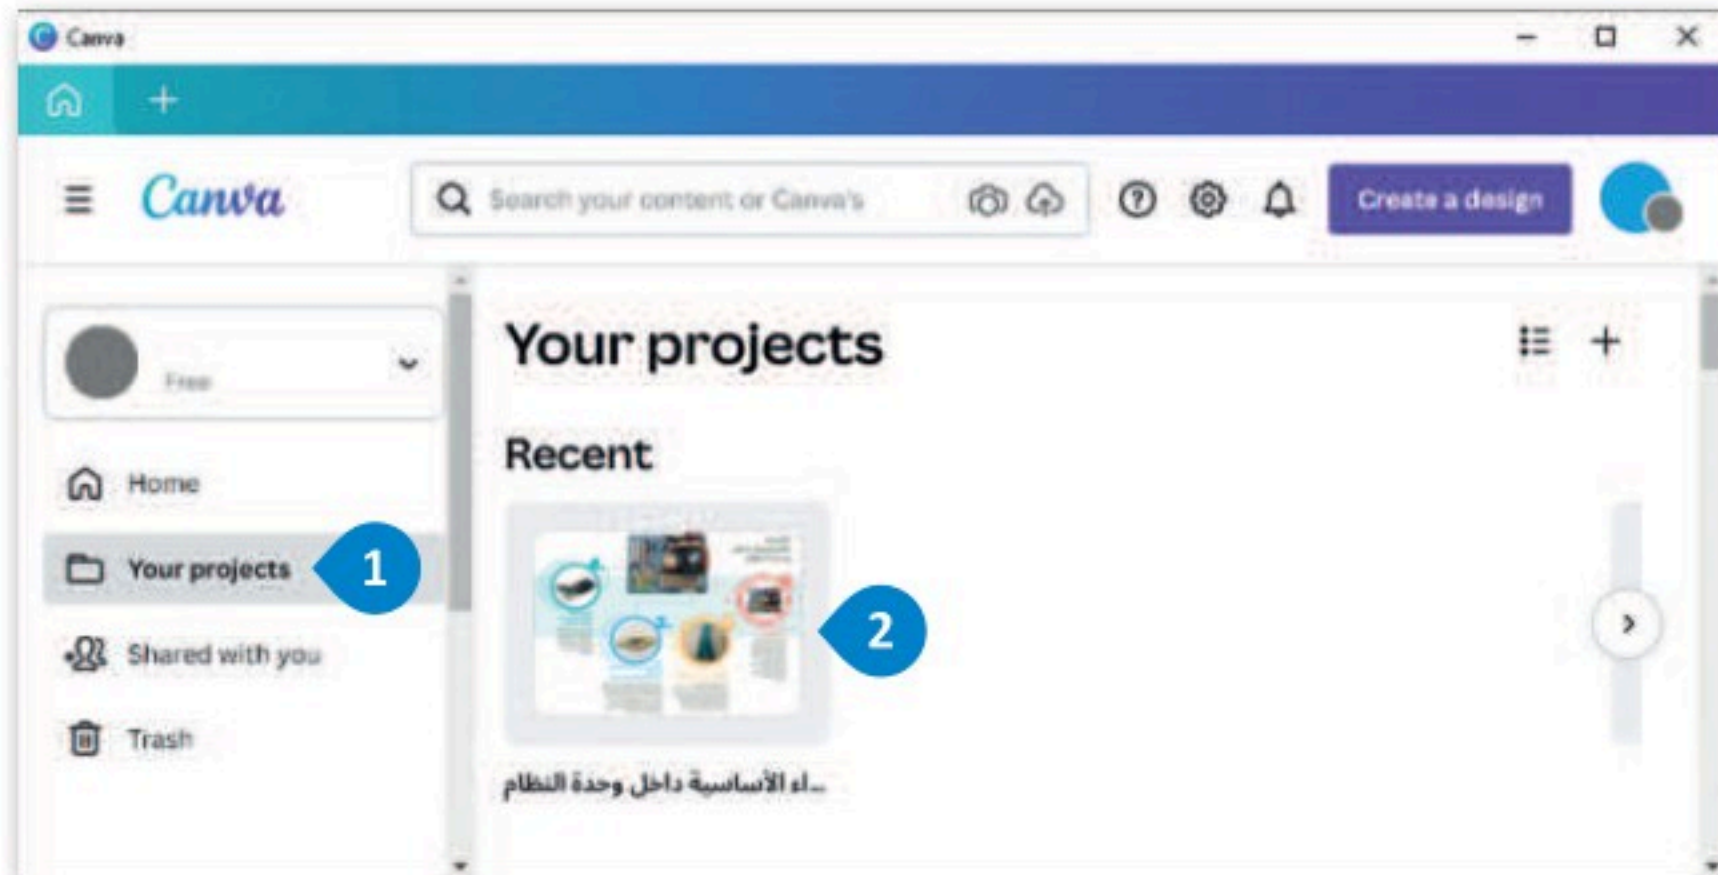 Canva
Canva
Search your content or Canva's
Create a design
Free
Home
Your projects
1
Shared with you
Trash
Your projects
Recent
2
...اء الأساسية داخل وحدة النظام